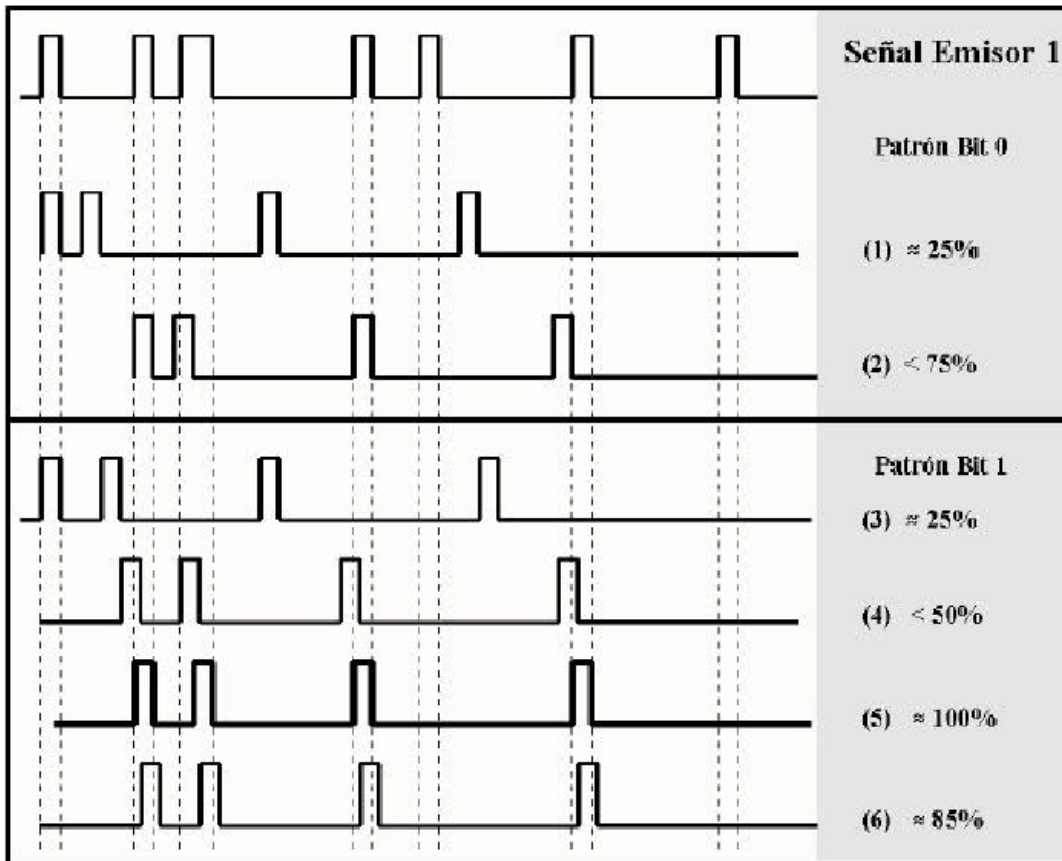 Señal Emisor 1
Patrón Bit 0
(1) ≈ 25%
(2) < 75%
Patrón Bit 1
(3) ≈ 25%
(4) < 50%
(5) ≈ 100%
(6) ≈ 85%